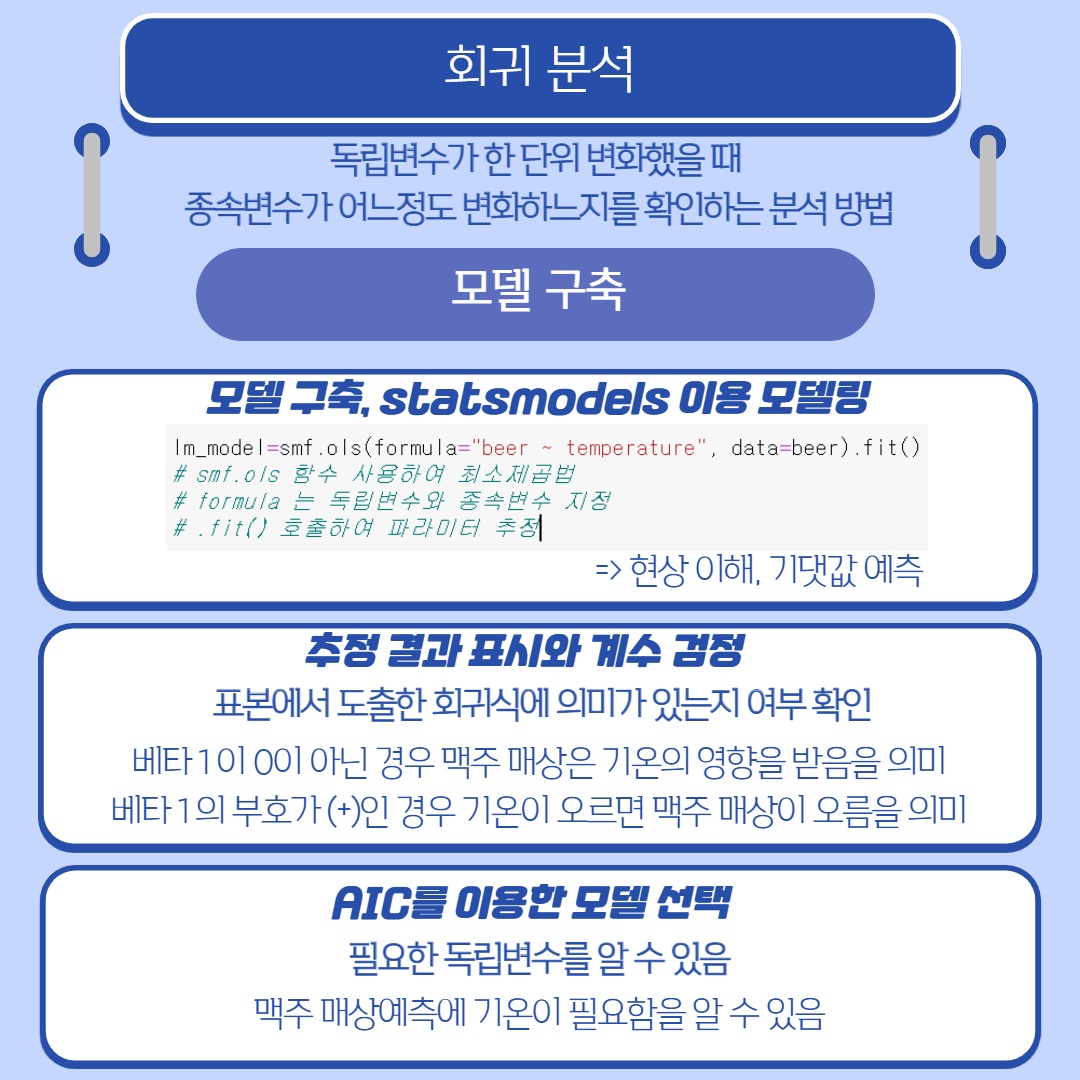 회귀 분석
독립변수가 한 단위 변화했을 때
종속변수가 어느정도 변화하느지를 확인하는 분석 방법
모델 구축
모델 구축, statsmodels 이용 모델링
lm_model=smf.ols(formula="beer ~ temperature", data=beer).fit()
# smf.ols 함수 사용하여 최소제곱법
# formula 는 독립변수와 종속변수 지정
# .fit() 호출하여 파라미터 추정
=> 현상 이해, 기댓값 예측
추정 결과 표시와 계수 검정
표본에서 도출한 회귀식에 의미가 있는지 여부 확인
베타1이 0이 아닌 경우 맥주 매상은 기온의 영향을 받음을 의미
베타1의 부호가 (+)인 경우 기온이 오르면 맥주 매상이 오름을 의미
AIC를 이용한 모델 선택
필요한 독립변수를 알 수 있음
맥주 매상예측에 기온이 필요함을 알 수 있음